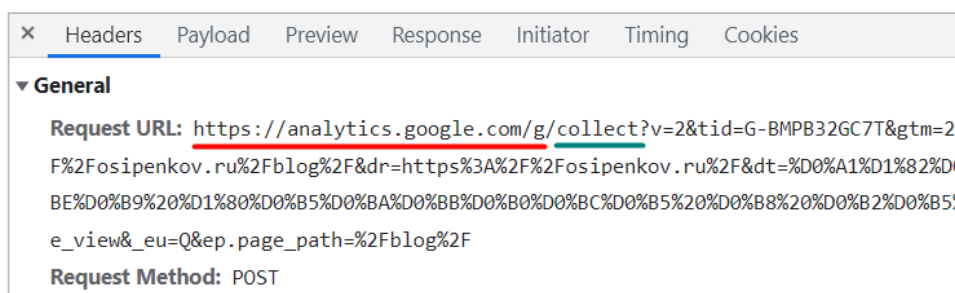 × Headers Payload Preview Response Initiator Timing Cookies
▼ General
Request URL: https://analytics.google.com/g/collect?v=2&tid=G-BMPB32GC7T&gtm=2
F%2Fosipenkov.ru%2Fblog%2F&dr=https%3A%2F%2Fosipenkov.ru%2F&dt=%D0%A1%D1%82%D0
BE%D0%B9%20%D1%80%D0%B5%D0%BA%D0%BB%D0%B0%D0%BC%D0%B5%20%D0%B8%20%D0%B2%D0%B5%
e_view&_eu=Q&ep.page_path=%2Fblog%2F
Request Method: POST